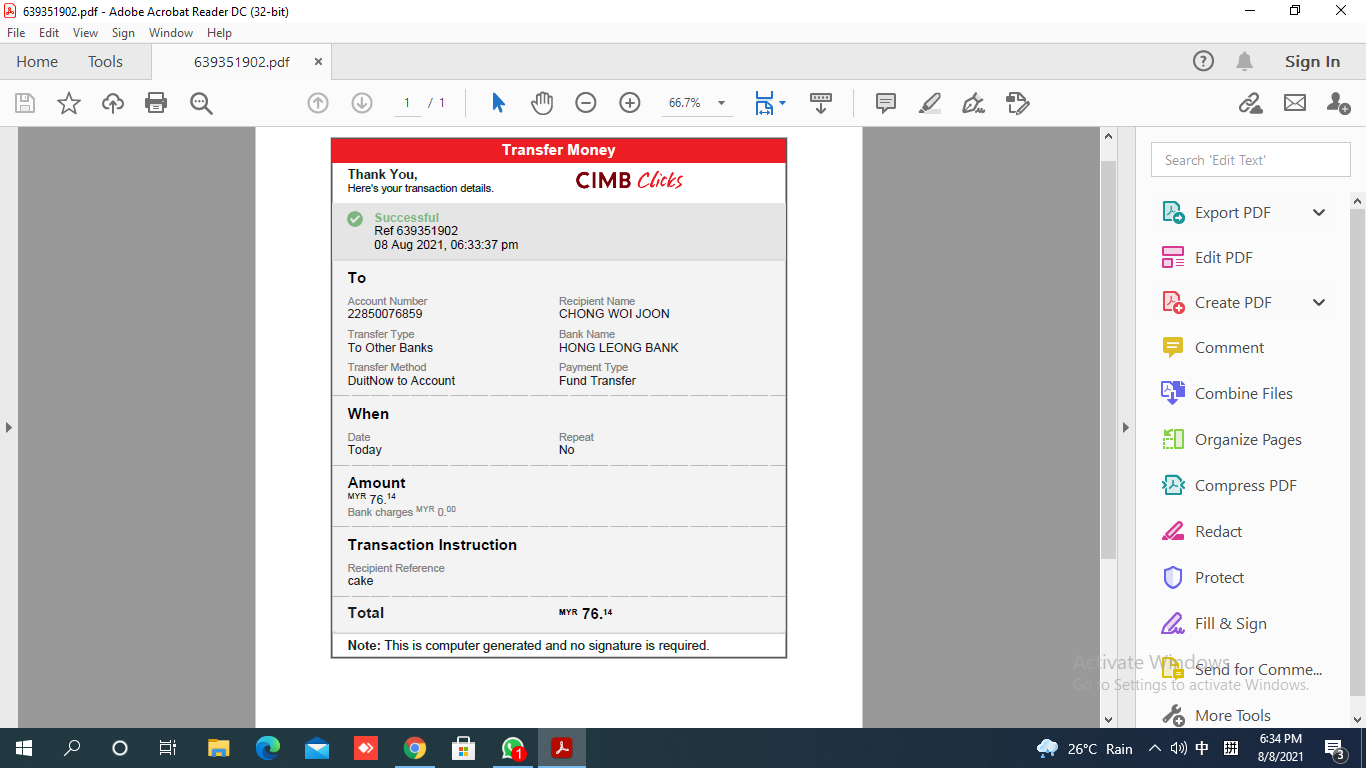 639351902.pdf - Adobe Acrobat Reader DC (32-bit)
File Edit View Sign Window Help
Home Tools 639351902.pdf × Sign In
1 / 1 66.7%
Transfer Money
Thank You,
Here's your transaction details.
CIMB Clicks
Successful
Ref 639351902
08 Aug 2021, 06:33:37 pm
To
Account Number Recipient Name
22850076859 CHONG WOI JOON
Transfer Type Bank Name
To Other Banks HONG LEONG BANK
Transfer Method Payment Type
DuitNow to Account Fund Transfer
When
Date Repeat
Today No
Amount
MYR 76.14
Bank charges MYR 0.00
Transaction Instruction
Recipient Reference
cake
Total MYR 76.14
Note: This is computer generated and no signature is required.
Search 'Edit Text'
Export PDF
Edit PDF
Create PDF
Comment
Combine Files
Organize Pages
Compress PDF
Redact
Protect
Fill & Sign
Send for Comme...
More Tools
Activate Windows
Go to Settings to activate Windows.
1
26°C Rain
中
拼
6:34 PM
8/8/2021
3